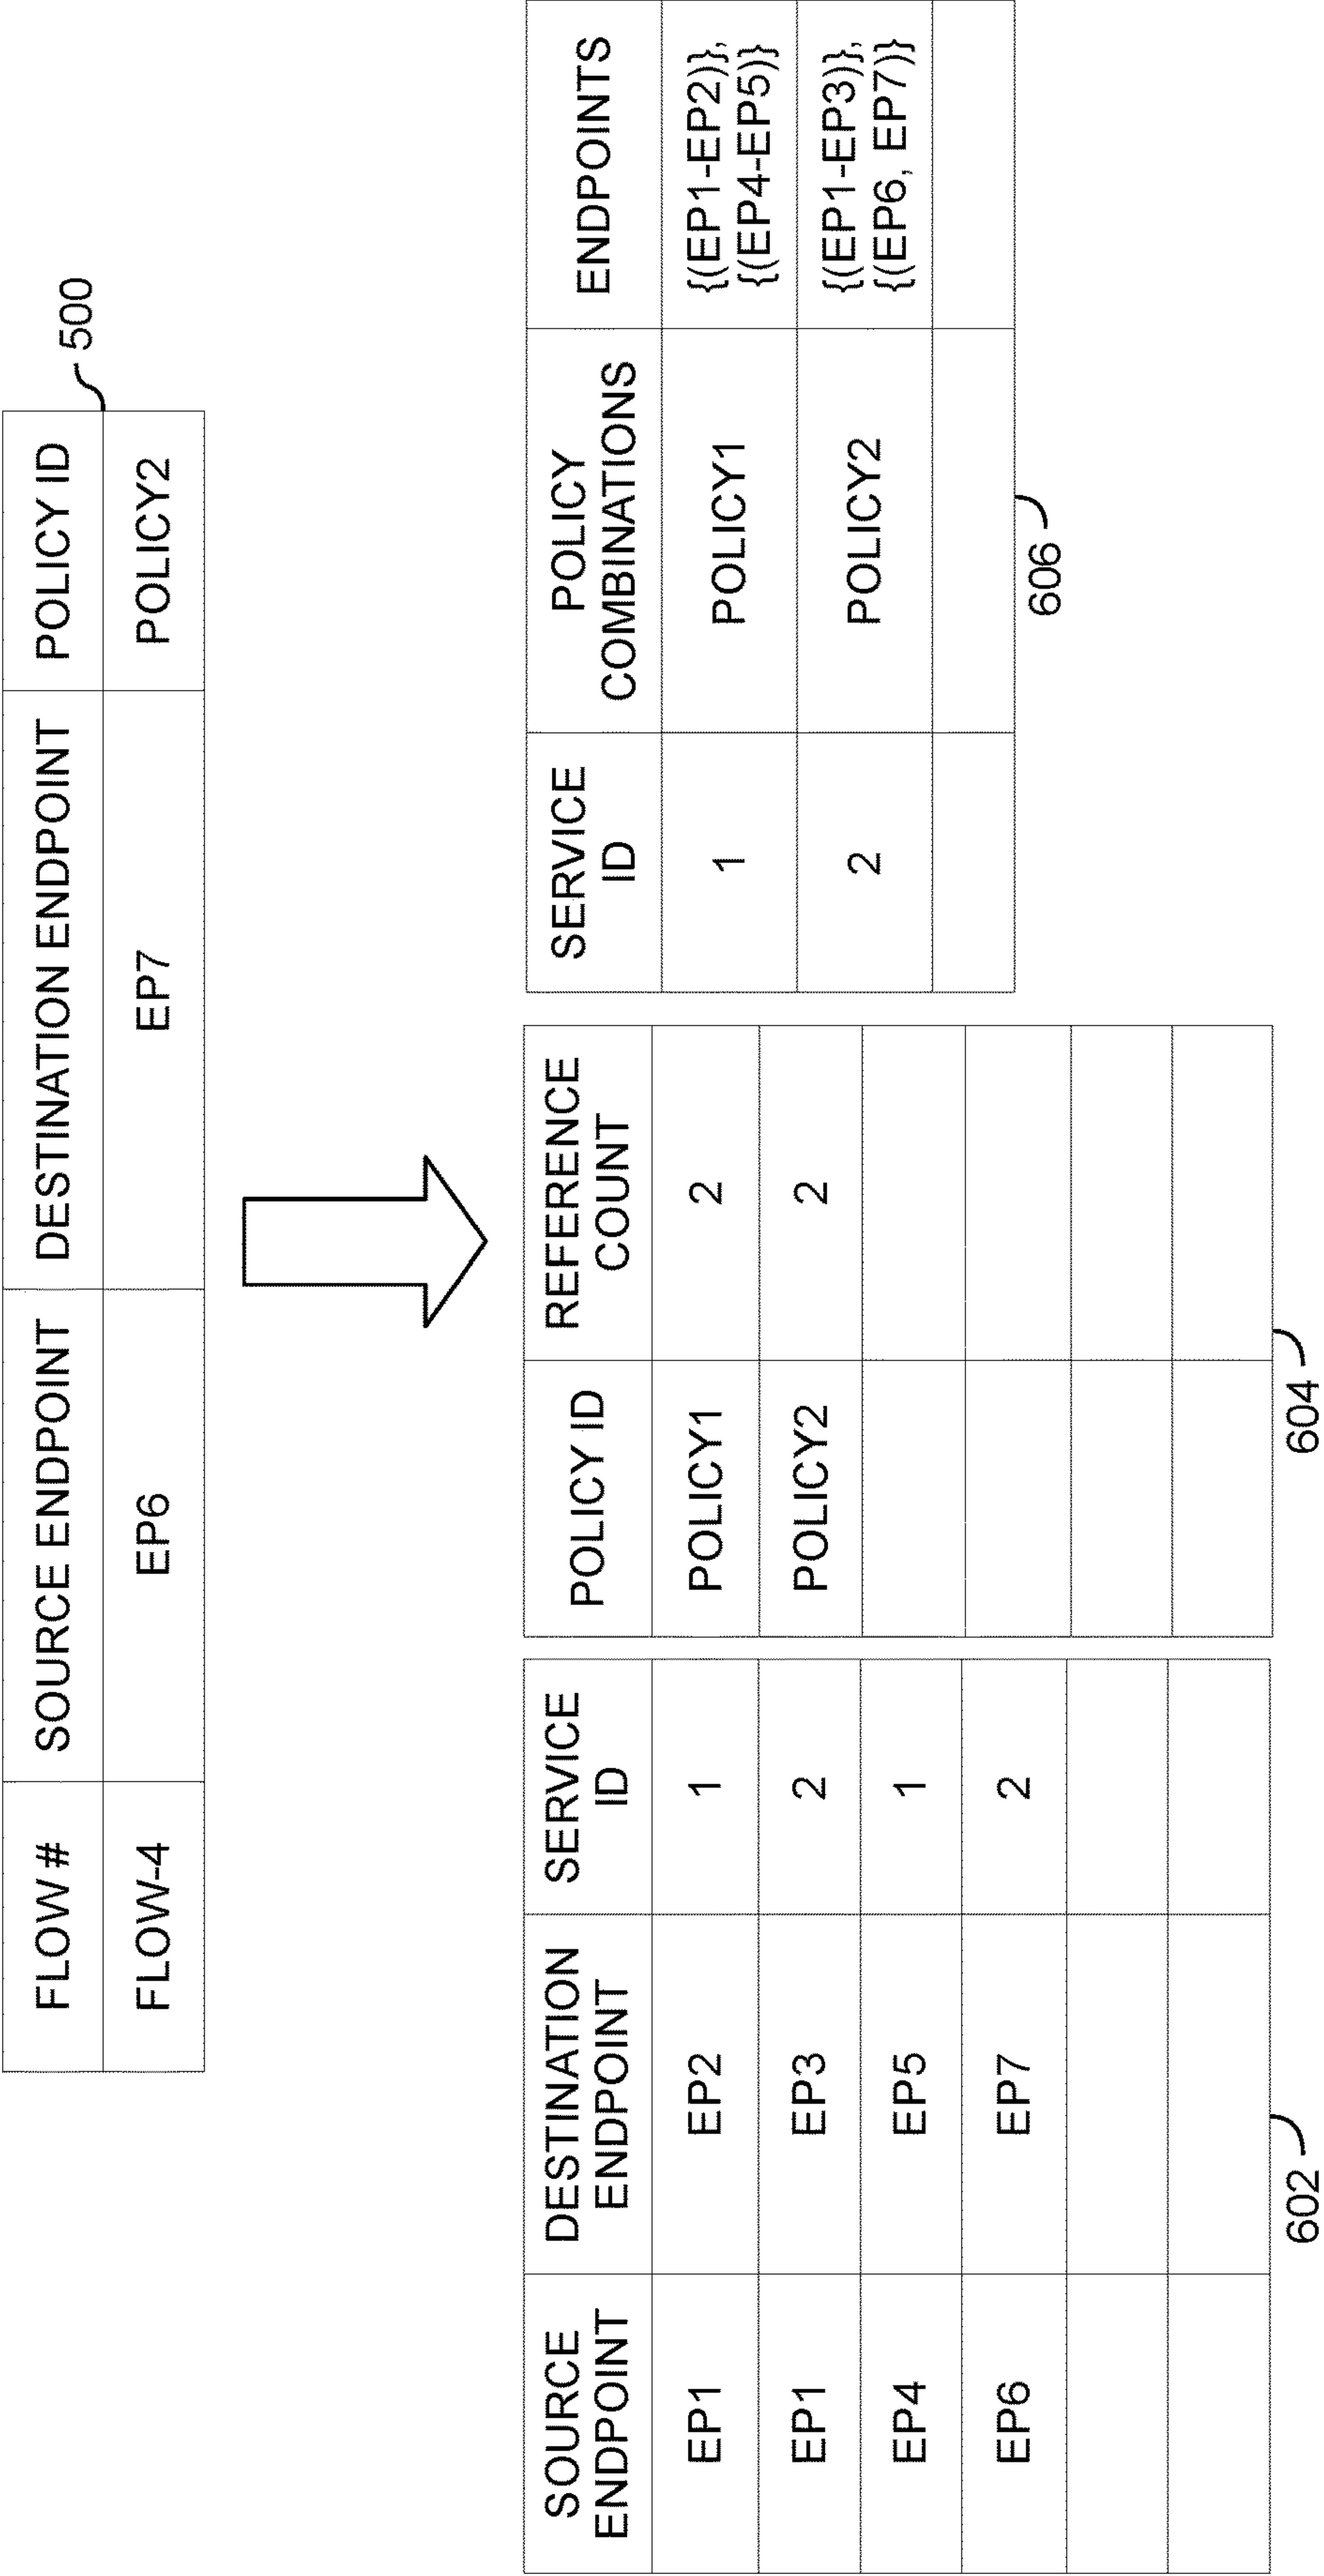 FLOW # SOURCE ENDPOINT DESTINATION ENDPOINT POLICY ID
FLOW-4 EP6 EP7 POLICY2
500
SOURCE
ENDPOINT
DESTINATION
ENDPOINT
SERVICE
ID
EP1 EP2 1
EP1 EP3 2
EP4 EP5 1
EP6 EP7 2
602
POLICY ID
REFERENCE
COUNT
POLICY1 2
POLICY2 2
604
SERVICE
ID
POLICY
COMBINATIONS
ENDPOINTS
1 POLICY1 {(EP1-EP2)},
{(EP4-EP5)}
2 POLICY2 {(EP1-EP3)},
{(EP6, EP7)}
606